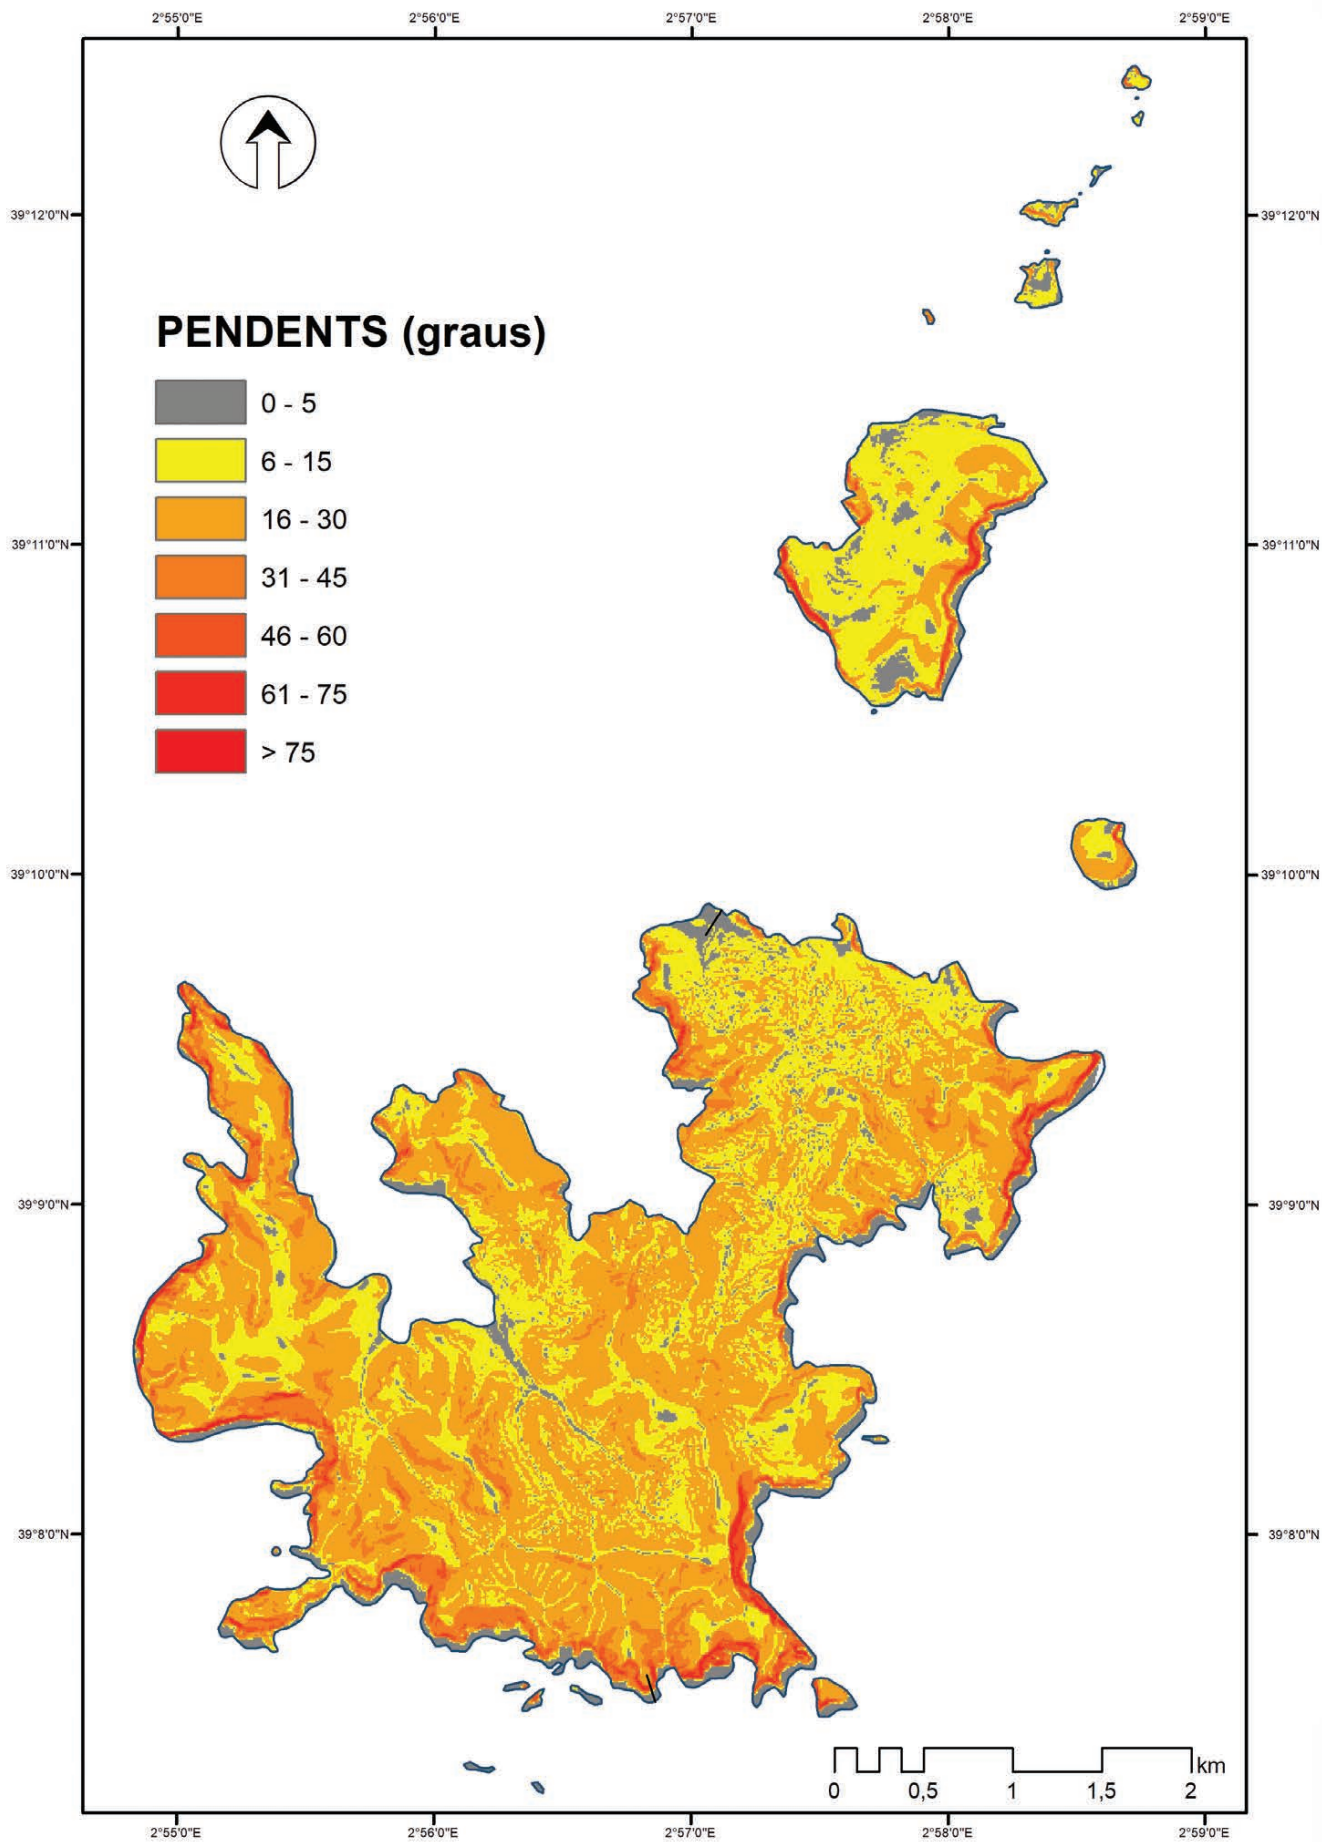 2°55'0"E 2°56'0"E 2°57'0"E 2°58'0"E 2°59'0"E
39°12'0"N 39°12'0"N
PENDENTS (graus)
0 - 5
6 - 15
16 - 30
39°11'0"N 39°11'0"N
31 - 45
46 - 60
61 - 75
> 75
39°10'0"N 39°10'0"N
39°9'0"N 39°9'0"N
39°8'0"N 39°8'0"N
km
0 0,5 1 1,5 2
2°55'0"E 2°56'0"E 2°57'0"E 2°58'0"E 2°59'0"E